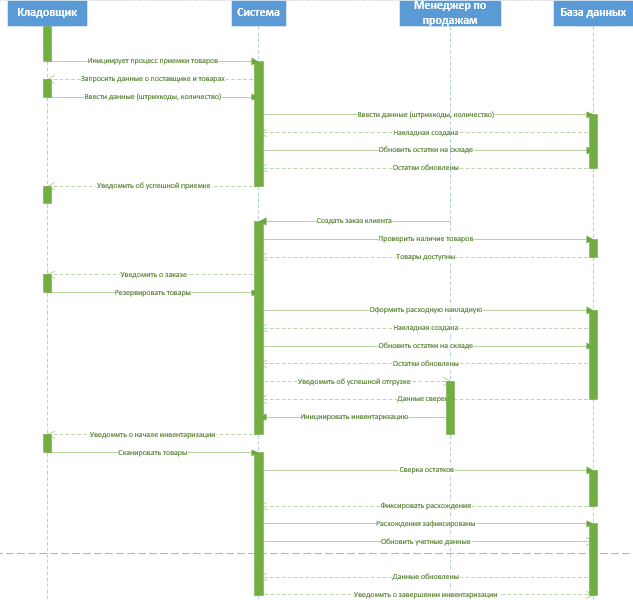 Кладовщик
Система
Менеджер по
продажам
База данных
Инициирует процесс приемки товаров
Запросить данные о поставщике и товарах
Ввести данные (штрихкоды, количество)
Ввести данные (штрихкоды, количество)
Накладная создана
Обновить остатки на складе
Остатки обновлены
Уведомить об успешной приемке
Создать заказ клиента
Проверить наличие товаров
Товары доступны
Уведомить о заказе
Резервировать товары
Оформить расходную накладную
Накладная создана
Обновить остатки на складе
Остатки обновлены
Уведомить об успешной отгрузке
Данные сверен
Инициировать инвентаризацию
Уведомить о начале инвентаризации
Сканировать товары
Сверка остатков
Фиксировать расхождения
Расхождения зафиксированы
Обновить учетные данные
Данные обновлены
Уведомить о завершении инвентаризации